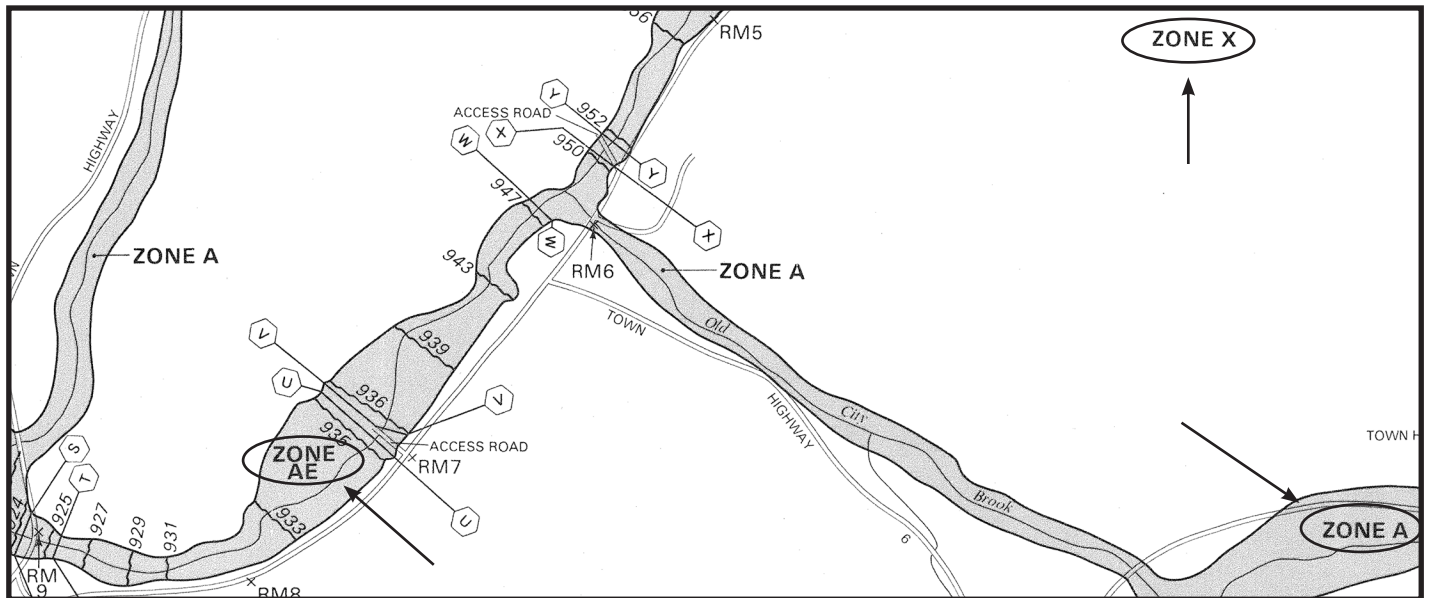 ZONE X
RM5
Y
952
ACCESS ROAD
X
W
950
Y
HIGHWAY
947
X
W
ZONE A
943
RM6
ZONE A
TOWN
Old
V
939
U
936
V
City
HIGHWAY
935
ACCESS ROAD
TOWN H
ZONE
AE
RM7
S
T
Brook
925
927
933
U
ZONE A
929
931
6
RM
9
RM8